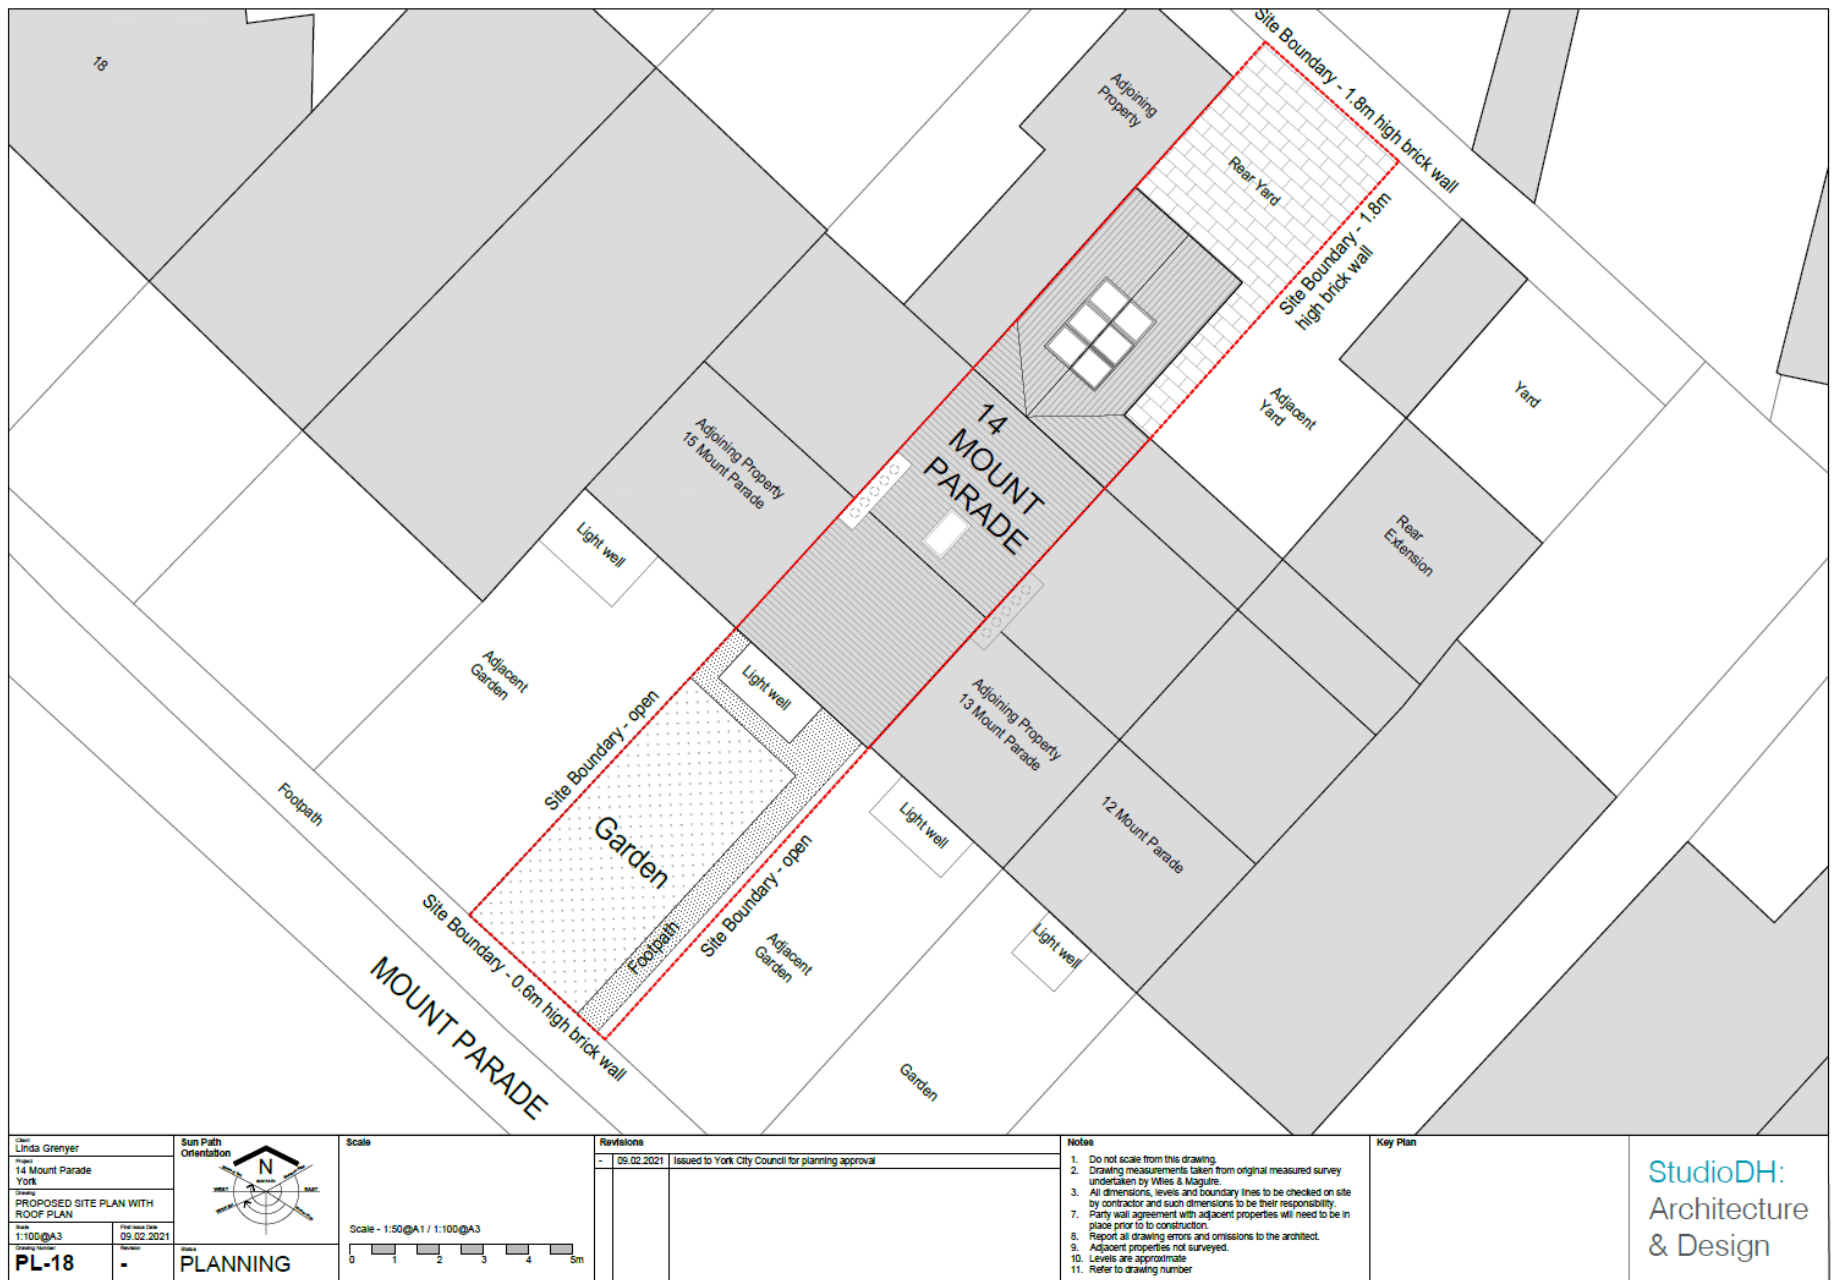 18
Adjoining
Property
Site Boundary - 1.8m high brick wall
Rear Yard
Site Boundary - 1.8m
high brick wall
Adjacent
Yard
Yard
14
MOUNT
PARADE
Adjoining Property
15 Mount Parade
Rear
Extension
Light well
Adjacent
Garden
Light well
Site Boundary - open
Adjoining Property
13 Mount Parade
12 Mount Parade
Footpath
Garden
Light well
Site Boundary - open
Footpath
Light well
Adjacent
Garden
Site Boundary - 0.6m high brick wall
MOUNT PARADE
Garden
Client
Linda Grenyer
Project
14 Mount Parade
York
Drawing
PROPOSED SITE PLAN WITH
ROOF PLAN
Scale
1:100@A3
First Issue Date
09.02.2021
Drawing Number
PL-18
Revision
-
Sun Path
Orientation
N
SUN PATH
WEST
EAST
Status
PLANNING
Scale
Scale - 1:50@A1 / 1:100@A3
0 1 2 3 4 5m
Revisions
- 09.02.2021 Issued to York City Council for planning approval
Notes
1. Do not scale from this drawing.
2. Drawing measurements taken from original measured survey
undertaken by Wiles & Maguire.
3. All dimensions, levels and boundary lines to be checked on site
by contractor and such dimensions to be their responsibility.
7. Party wall agreement with adjacent properties will need to be in
place prior to to construction.
8. Report all drawing errors and omissions to the architect.
9. Adjacent properties not surveyed.
10. Levels are approximate
11. Refer to drawing number
Key Plan
StudioDH:
Architecture
& Design